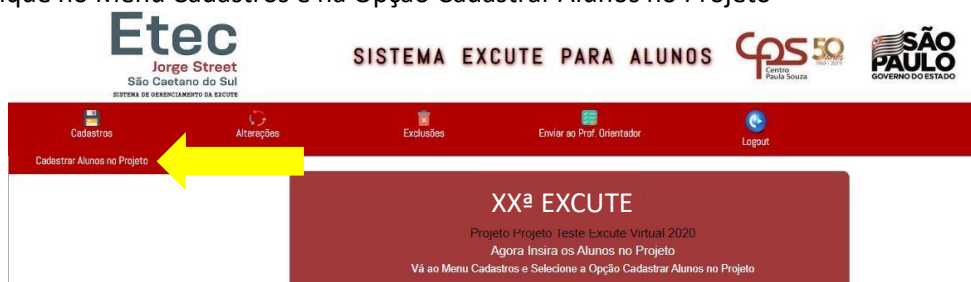 ique no Menu Cadastros e na Opção Cadastrar Alunos no Projeto
Etec
Jorge Street
São Caetano do Sul
SISTEMA DE GERENCIAMENTO DA EXCUTE
SISTEMA EXCUTE PARA ALUNOS
CPS 50 anos
1969 / 2019
Centro
Paula Souza
SÃO
PAULO
GOVERNO DO ESTADO
Cadastros
Alterações
Exclusões
Enviar ao Prof. Orientador
Logout
Cadastrar Alunos no Projeto
XXª EXCUTE
Projeto Projeto Teste Excute Virtual 2020
Agora Insira os Alunos no Projeto
Vá ao Menu Cadastros e Selecione a Opção Cadastrar Alunos no Projeto